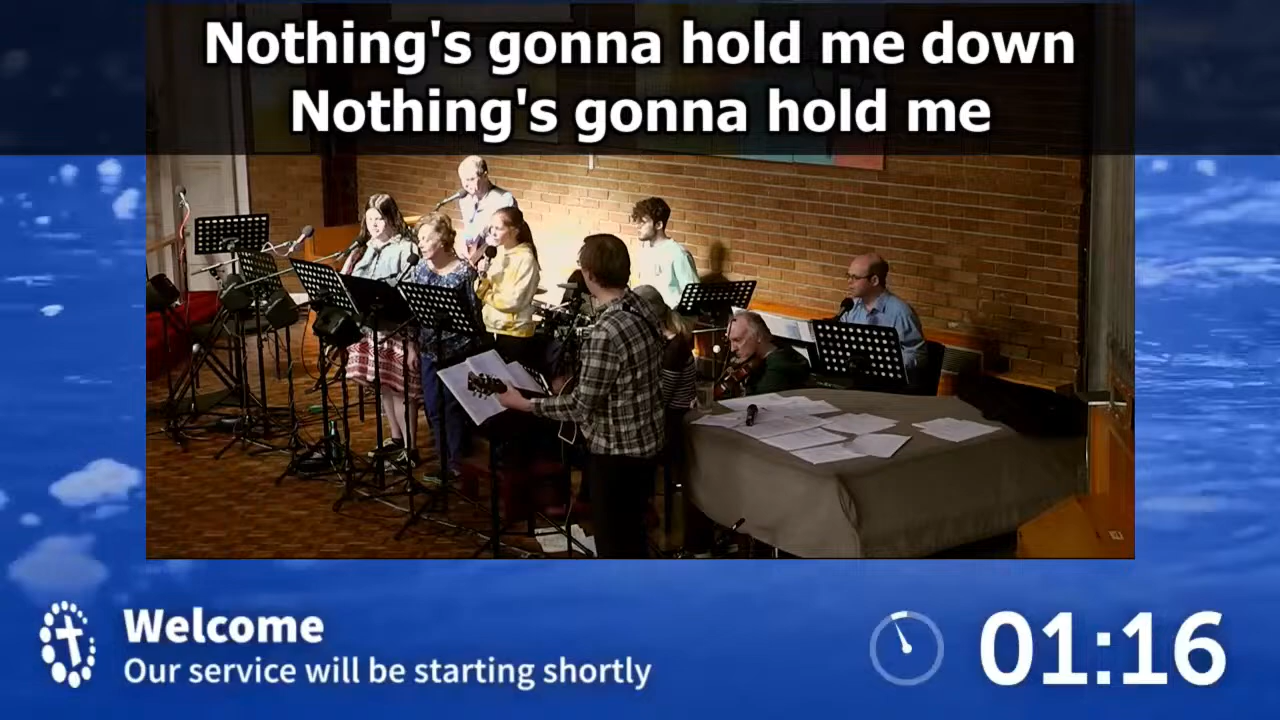 Nothing's gonna hold me down
Nothing's gonna hold me
Welcome
Our service will be starting shortly
01:16